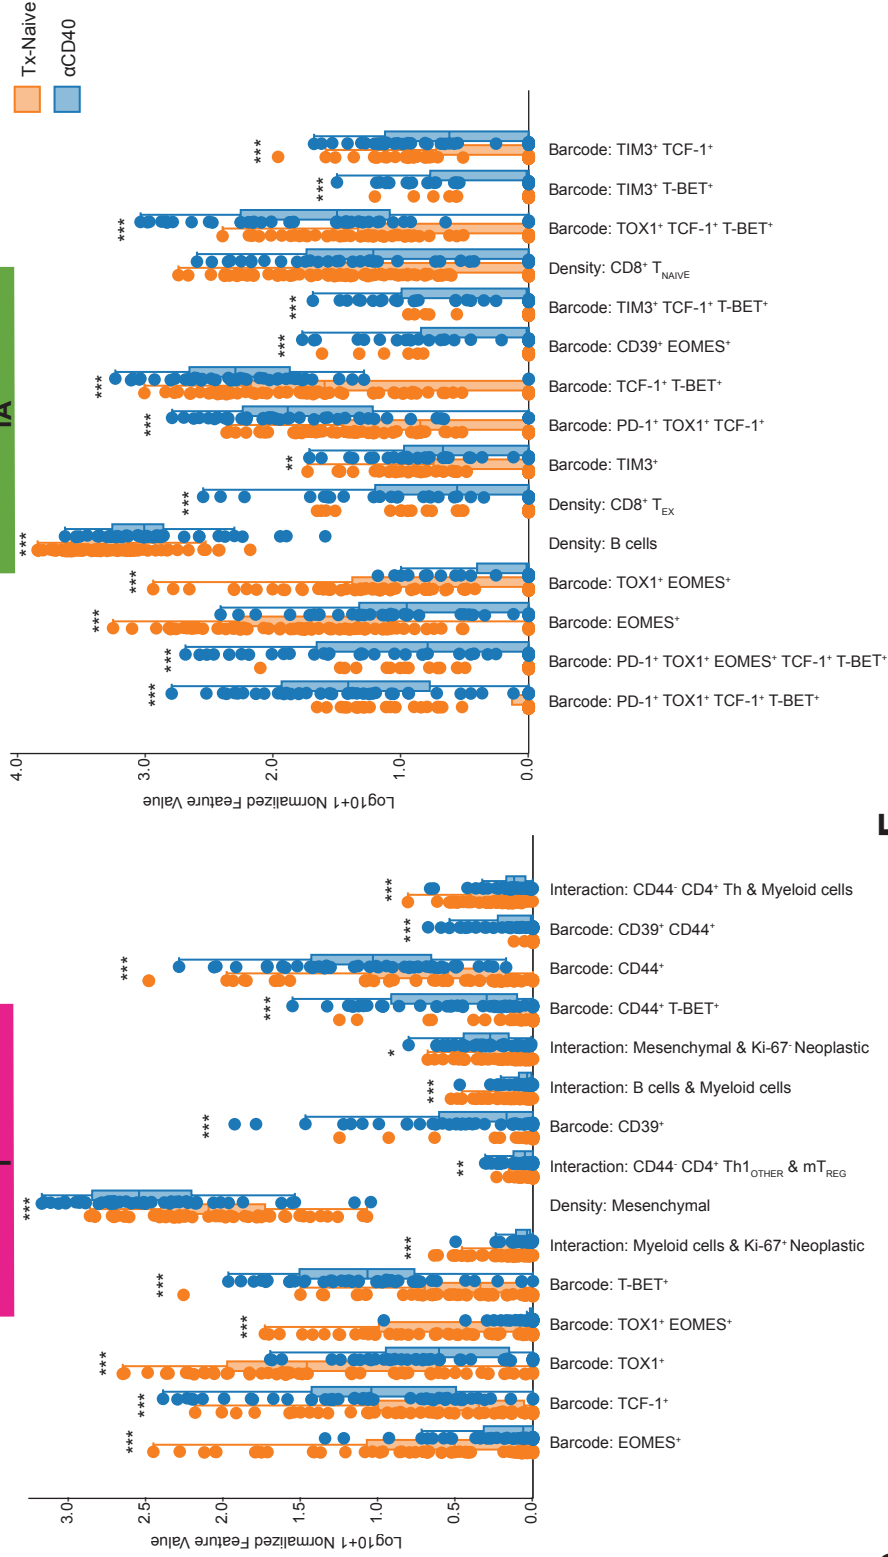 Tx-Naive
αCD40
IA
***
Barcode: TIM3⁺ TCF-1⁺
***
Barcode: TIM3⁺ T-BET⁺
***
Barcode: TOX1⁺ TCF-1⁺ T-BET⁺
Density: CD8⁺ T_NAIVE
***
Barcode: TIM3⁺ TCF-1⁺ T-BET⁺
***
Barcode: CD39⁺ EOMES⁺
***
Barcode: TCF-1⁺ T-BET⁺
***
Barcode: PD-1⁺ TOX1⁺ TCF-1⁺
**
Barcode: TIM3⁺
***
Density: CD8⁺ T_EX
***
Density: B cells
***
Barcode: TOX1⁺ EOMES⁺
***
Barcode: EOMES⁺
***
Barcode: PD-1⁺ TOX1⁺ EOMES⁺ TCF-1⁺ T-BET⁺
***
Barcode: PD-1⁺ TOX1⁺ TCF-1⁺ T-BET⁺
4.0
3.0
2.0
1.0
0.0
Log10+1 Normalized Feature Value
***
Interaction: CD44⁻ CD4⁺ Th & Myeloid cells
***
Barcode: CD39⁺ CD44⁺
***
Barcode: CD44⁺
***
Barcode: CD44⁺ T-BET⁺
*
Interaction: Mesenchymal & Ki-67⁻ Neoplastic
***
Interaction: B cells & Myeloid cells
***
Barcode: CD39⁺
**
Interaction: CD44⁻ CD4⁺ Th1_OTHER & mT_REG
***
Density: Mesenchymal
***
Interaction: Myeloid cells & Ki-67⁺ Neoplastic
***
Barcode: T-BET⁺
***
Barcode: TOX1⁺ EOMES⁺
***
Barcode: TOX1⁺
***
Barcode: TCF-1⁺
***
Barcode: EOMES⁺
3.0
2.5
2.0
1.5
1.0
0.5
0.0
Log10+1 Normalized Feature Value